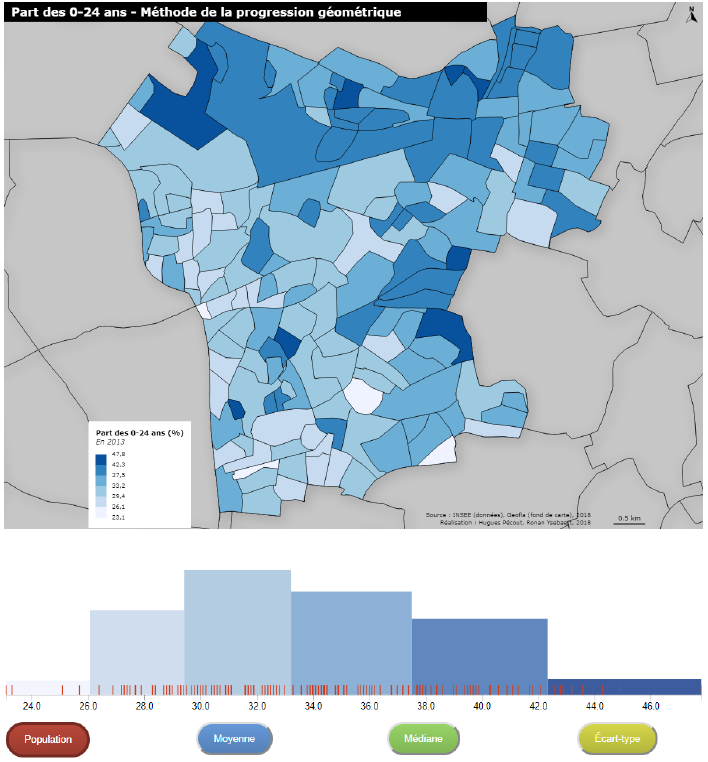 Part des 0-24 ans - Méthode de la progression géométrique
N
Part des 0-24 ans (%)
En 2013
47,8
42,3
37,5
33,2
29,4
26,1
23,1
Source : INSEE (données), Geofla (fond de carte), 2018
Réalisation : Hugues Pécout, Ronan Ysebaert, 2018
0.5 km
24.0 26.0 28.0 30.0 32.0 34.0 36.0 38.0 40.0 42.0 44.0 46.0
Population Moyenne Médiane Écart-type